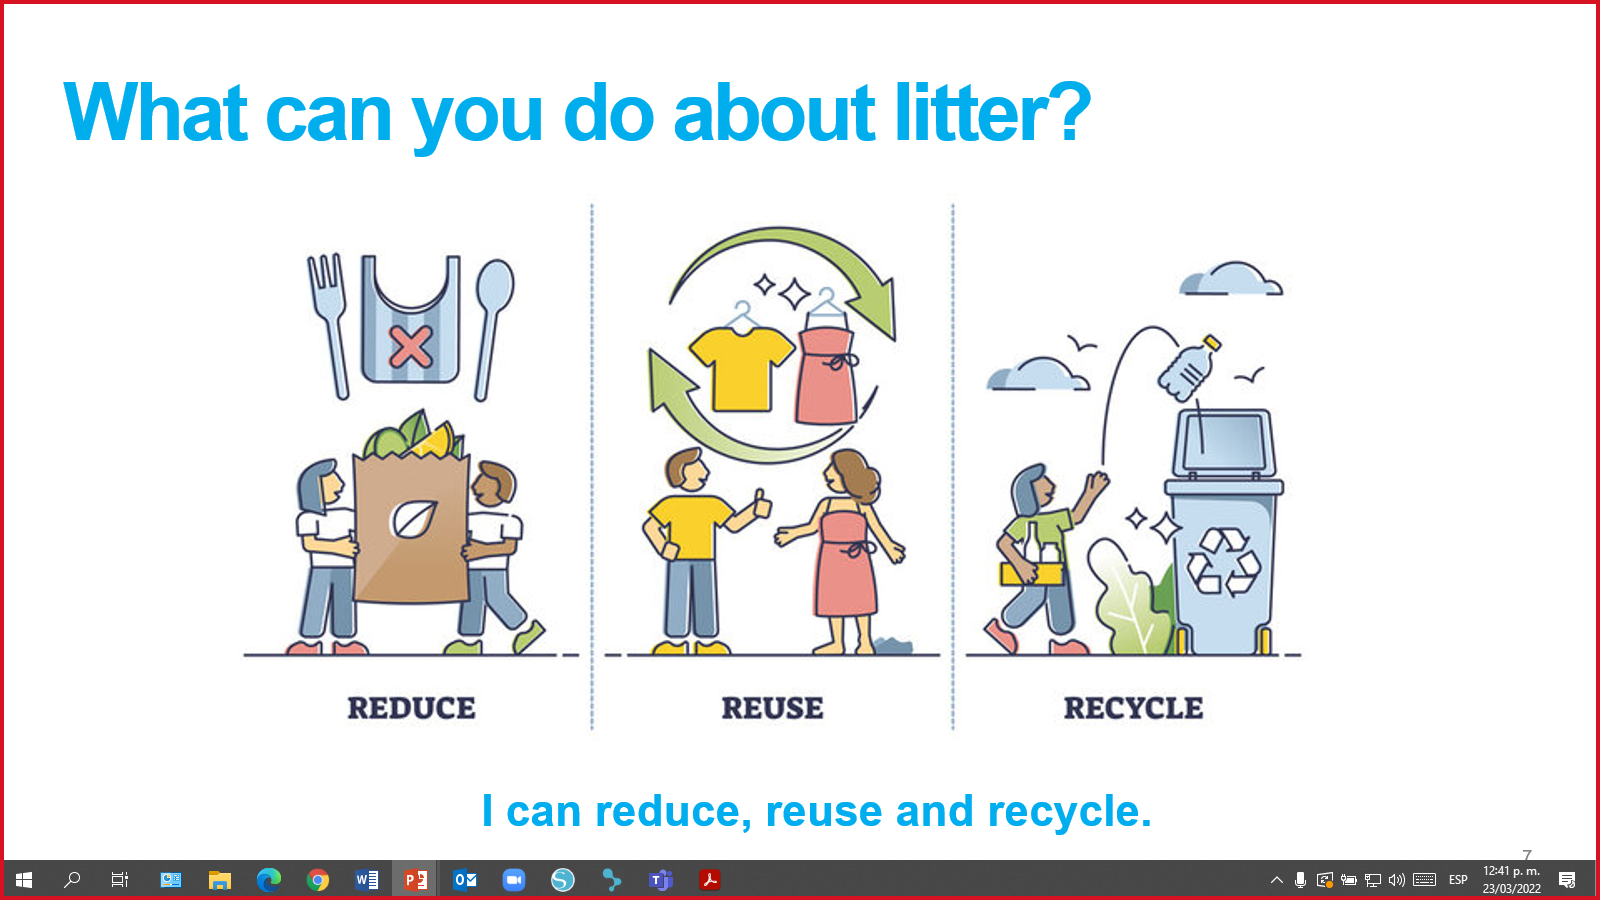 What can you do about litter?
REDUCE
REUSE
RECYCLE
I can reduce, reuse and recycle.
7
ESP
12:41 p. m.
23/03/2022